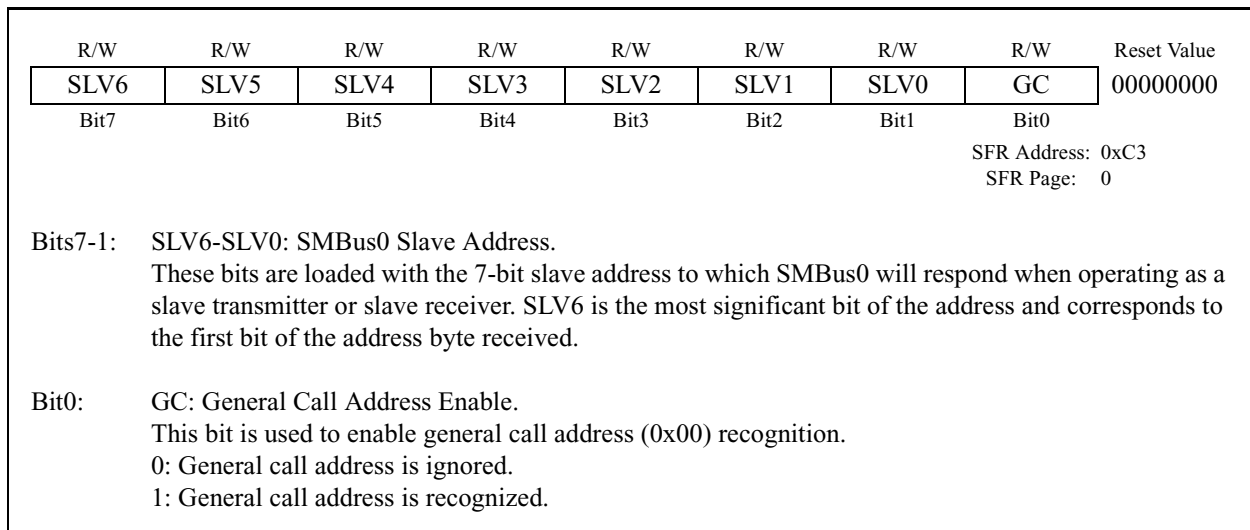 R/W R/W R/W R/W R/W R/W R/W R/W Reset Value
SLV6 SLV5 SLV4 SLV3 SLV2 SLV1 SLV0 GC 00000000
Bit7 Bit6 Bit5 Bit4 Bit3 Bit2 Bit1 Bit0
SFR Address: 0xC3
SFR Page: 0
Bits7-1: SLV6-SLV0: SMBus0 Slave Address.
These bits are loaded with the 7-bit slave address to which SMBus0 will respond when operating as a
slave transmitter or slave receiver. SLV6 is the most significant bit of the address and corresponds to
the first bit of the address byte received.
Bit0: GC: General Call Address Enable.
This bit is used to enable general call address (0x00) recognition.
0: General call address is ignored.
1: General call address is recognized.